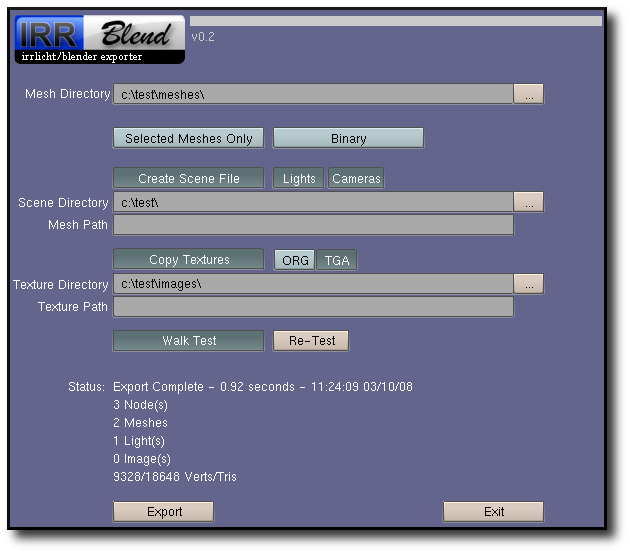 IRR Blend
irrlicht/blender exporter
v0.2
Mesh Directory c:\test\meshes\ ...
Selected Meshes Only Binary
Create Scene File Lights Cameras
Scene Directory c:\test\ ...
Mesh Path
Copy Textures ORG TGA
Texture Directory c:\test\images\ ...
Texture Path
Walk Test Re-Test
Status: Export Complete - 0.92 seconds - 11:24:09 03/10/08
3 Node(s)
2 Meshes
1 Light(s)
0 Image(s)
9328/18648 Verts/Tris
Export Exit